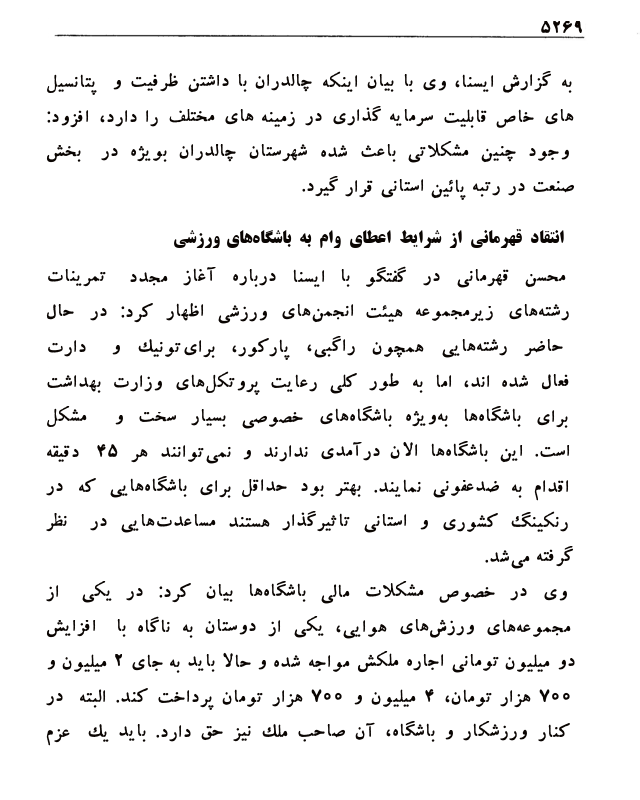 ۵۲۶۹
به گزارش ایسنا، وی با بیان اینکه چالدران با داشتن ظرفیت و پتانسیل
های خاص قابلیت سرمایه گذاری در زمینه های مختلف را دارد، افزود:
وجود چنین مشکلاتی باعث شده شهرستان چالدران بویژه در بخش
صنعت در رتبه پائین استانی قرار گیرد.
انتقاد قهرمانی از شرایط اعطای وام به باشگاه‌های ورزشی
محسن قهرمانی در گفتگو با ایسنا درباره آغاز مجدد تمرینات
رشته‌های زیرمجموعه هیئت انجمن‌های ورزشی اظهار کرد: در حال
حاضر رشته‌هایی همچون راگبی، پارکور، برای‌تونیك و دارت
فعال شده اند، اما به طور کلی رعایت پروتکل‌های وزارت بهداشت
برای باشگاه‌ها به‌ویژه باشگاه‌های خصوصی بسیار سخت و مشکل
است. این باشگاه‌ها الان درآمدی ندارند و نمی‌توانند هر ۴۵ دقیقه
اقدام به ضدعفونی نمایند. بهتر بود حداقل برای باشگاه‌هایی که در
رنکینگ کشوری و استانی تاثیرگذار هستند مساعدت‌هایی در نظر
گرفته می‌شد.
وی در خصوص مشکلات مالی باشگاه‌ها بیان کرد: در یکی از
مجموعه‌های ورزش‌های هوایی، یکی از دوستان به ناگاه با افزایش
دو میلیون تومانی اجاره ملکش مواجه شده و حالا باید به جای ۲ میلیون و
۷۰۰ هزار تومان، ۴ میلیون و ۷۰۰ هزار تومان پرداخت کند. البته در
کنار ورزشکار و باشگاه، آن صاحب ملك نیز حق دارد. باید یك عزم